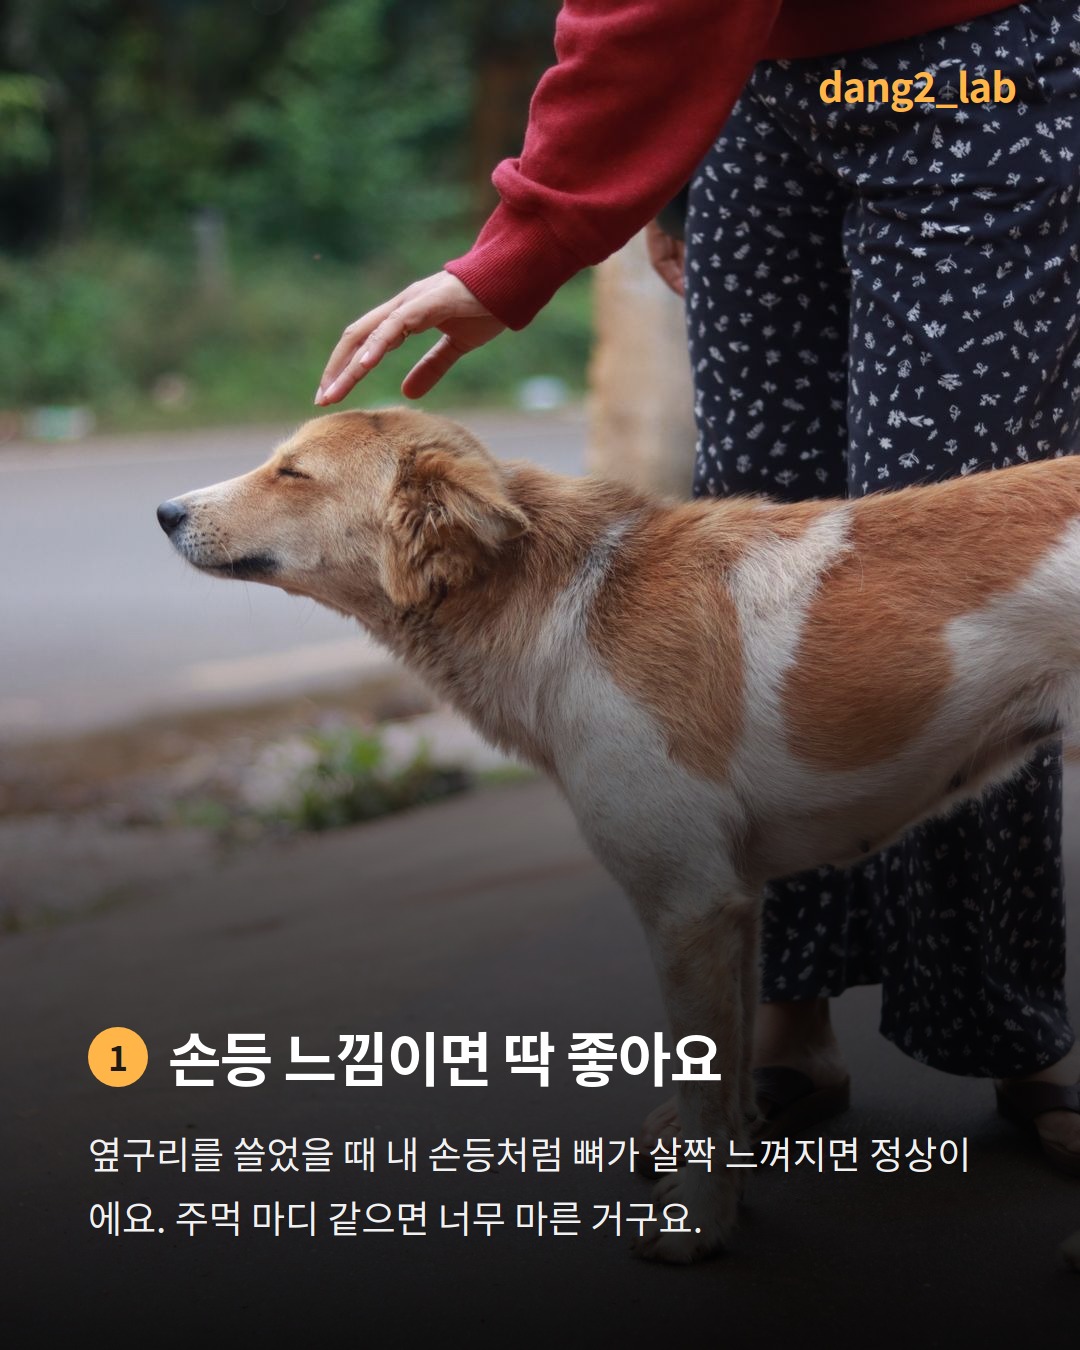 dang2_lab
1 손등 느낌이면 딱 좋아요
옆구리를 쓸었을 때 내 손등처럼 뼈가 살짝 느껴지면 정상이
에요. 주먹 마디 같으면 너무 마른 거구요.